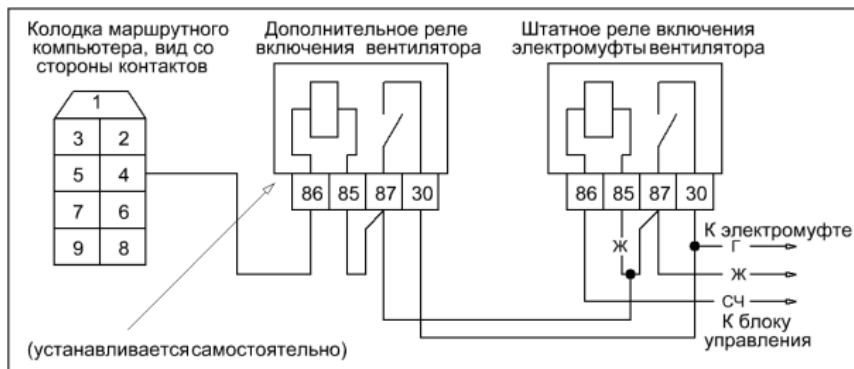 Колодка маршрутного
компьютера, вид со
стороны контактов
Дополнительное реле
включения вентилятора
Штатное реле включения
электромуфты вентилятора
1
3 2
5 4
7 6
9 8
86 85 87 30
86 85 87 30
К электромуфте
Ж Г
Ж
СЧ
К блоку
управления
(устанавливается самостоятельно)